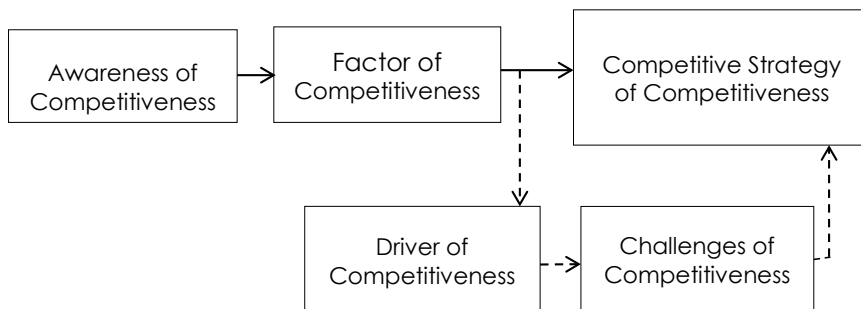 Awareness of
Competitiveness
Factor of
Competitiveness
Competitive Strategy
of Competitiveness
Driver of
Competitiveness
Challenges of
Competitiveness